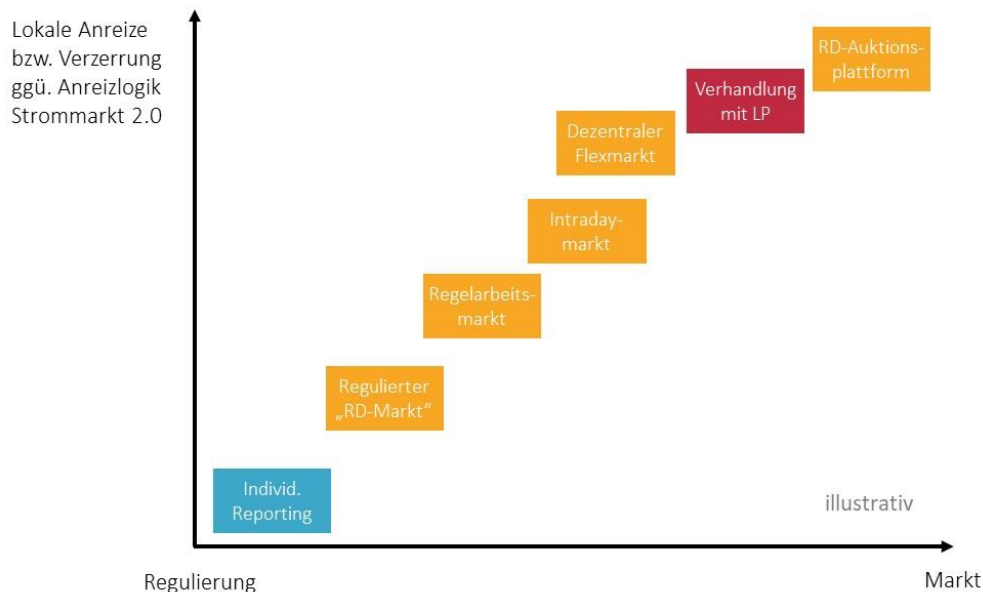 Lokale Anreize
bzw. Verzerrung
ggü. Anreizlogik
Strommarkt 2.0
RD-Auktions-
plattform
Verhandlung
mit LP
Dezentraler
Flexmarkt
Intraday-
markt
Regelarbeits-
markt
Regulierter
„RD-Markt“
Individ.
Reporting
illustrativ
Regulierung
Markt